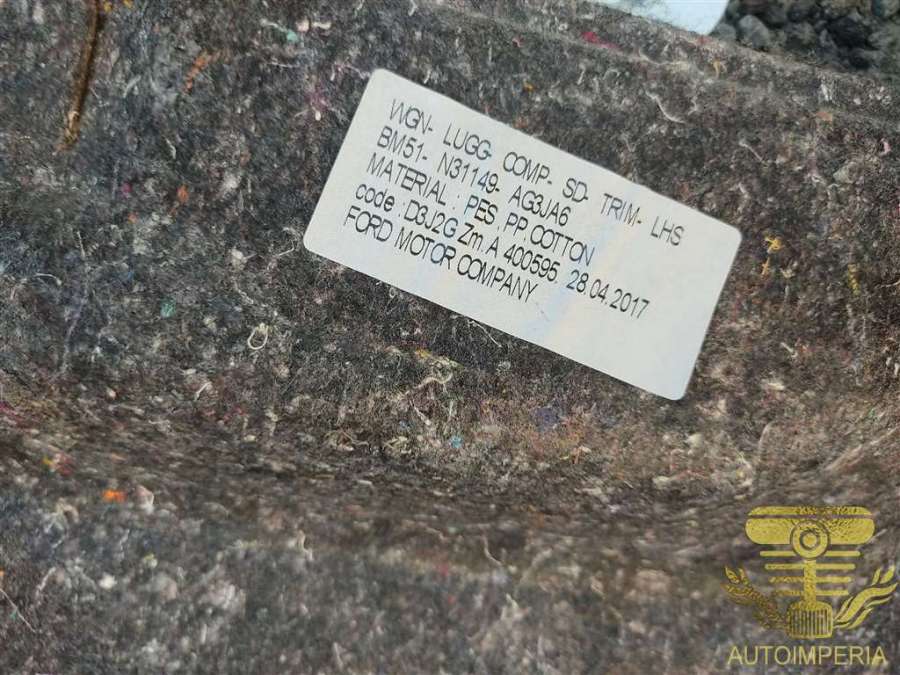 WGN- LUGG. COMP- SD- TRIM- LHS
BM51- N31149- AG3JA6
MATERIAL : PES, PP, COTTON
code : D3J2G Zm. A 400595. 28.04.2017
FORD MOTOR COMPANY
AUTOIMPERIA